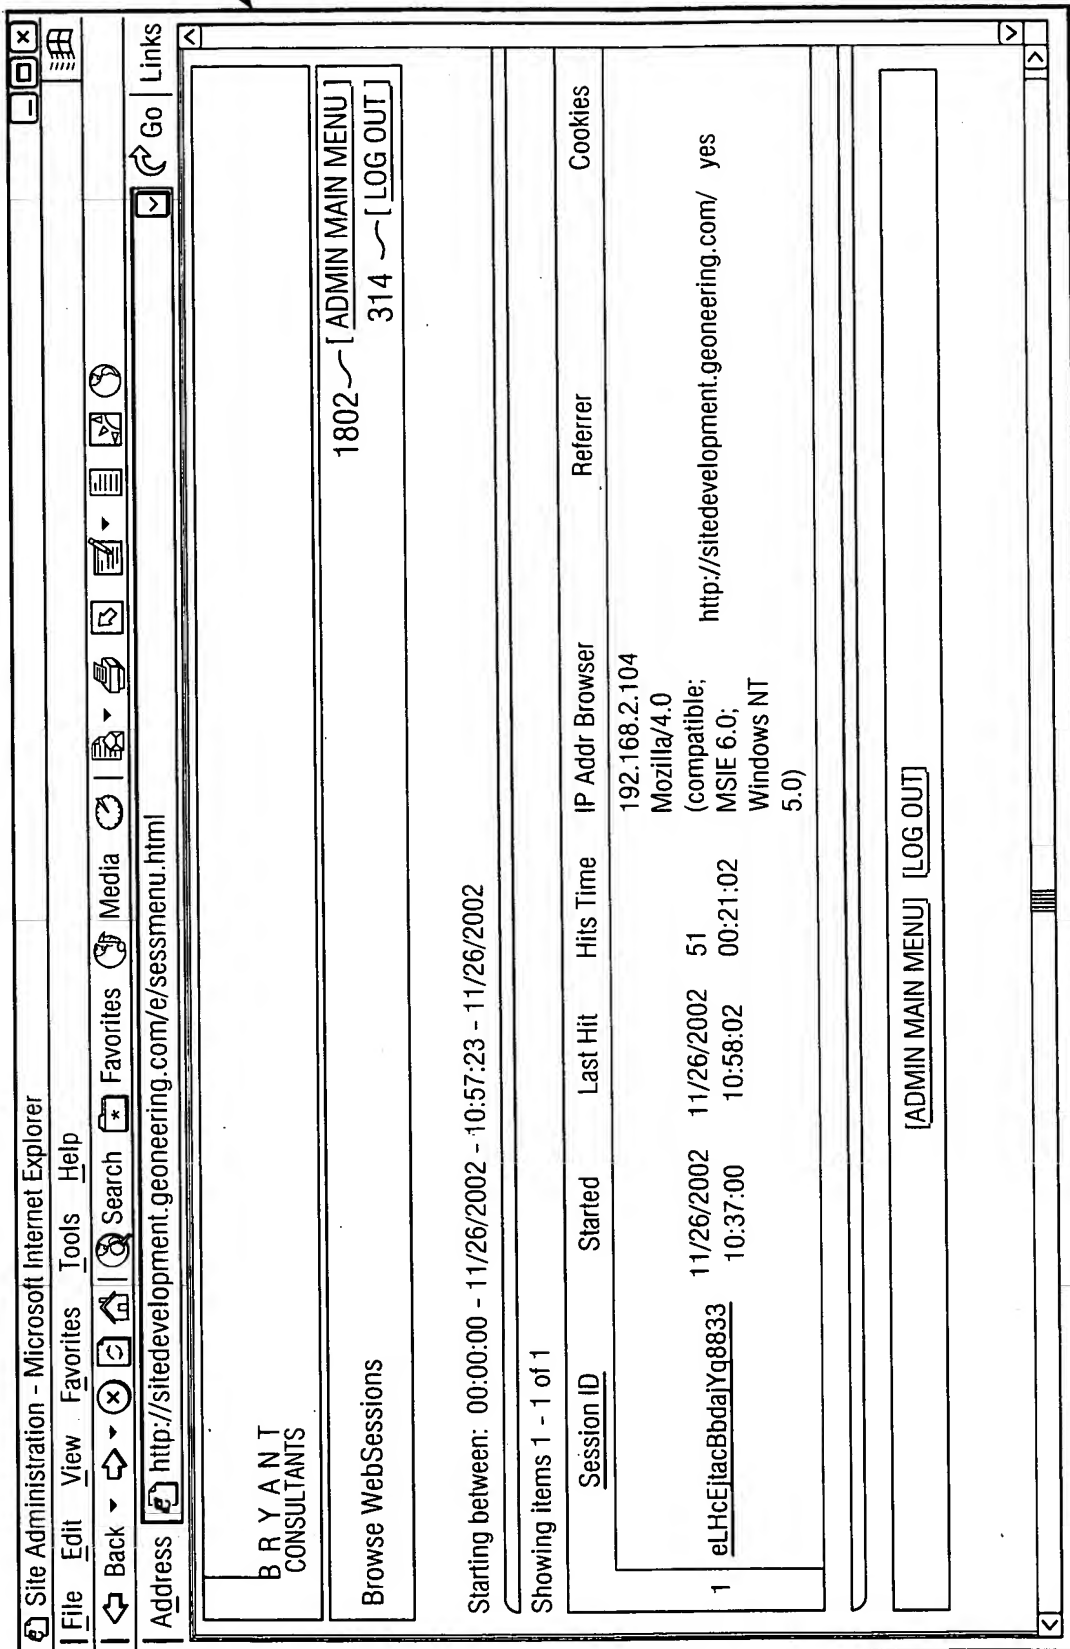 Site Administration - Microsoft Internet Explorer
File Edit View Favorites Tools Help
Back Search Favorites Media
Address http://sitedevelopment.geoneering.com/e/sessmenu.html Go Links
BRYANT
CONSULTANTS
Browse WebSessions
1802 [ADMIN MAIN MENU]
314 [LOG OUT]
Starting between: 00:00:00 - 11/26/2002 - 10:57:23 - 11/26/2002
Showing items 1 - 1 of 1
Session ID Started Last Hit Hits Time IP Addr Browser Referrer Cookies
192.168.2.104
Mozilla/4.0
1 eLHcEjtacBbdajYq8833 11/26/2002 11/26/2002 51 (compatible; http://sitedevelopment.geoneering.com/ yes
10:37:00 10:58:02 00:21:02 MSIE 6.0;
Windows NT
5.0)
[ADMIN MAIN MENU] [LOG OUT]